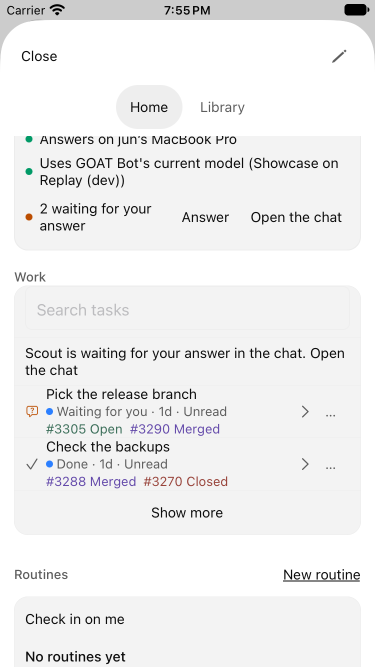 Carrier 7:55 PM
Close
Home Library
Answers on jun's MacBook Pro
Uses GOAT Bot's current model (Showcase on
Replay (dev))
2 waiting for your
answer
Answer Open the chat
Work
Search tasks
Scout is waiting for your answer in the chat. Open
the chat
Pick the release branch
Waiting for you · 1d · Unread
#3305 Open #3290 Merged
Check the backups
Done · 1d · Unread
#3288 Merged #3270 Closed
Show more
Routines New routine
Check in on me
No routines yet